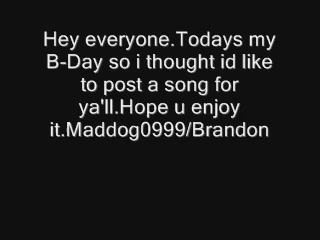 Hey everyone.Todays my
B-Day so i thought id like
to post a song for
ya'll.Hope u enjoy
it.Maddog0999/Brandon